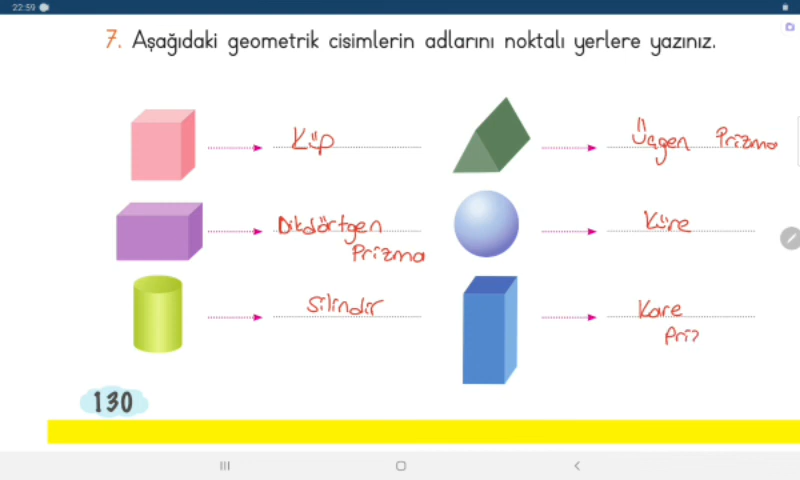 22:59
7. Aşağıdaki geometrik cisimlerin adlarını noktalı yerlere yazınız.
Küp
Üçgen Prizma
Dikdörtgen
Prizma
Küre
Silindir
Kare
Priz
130